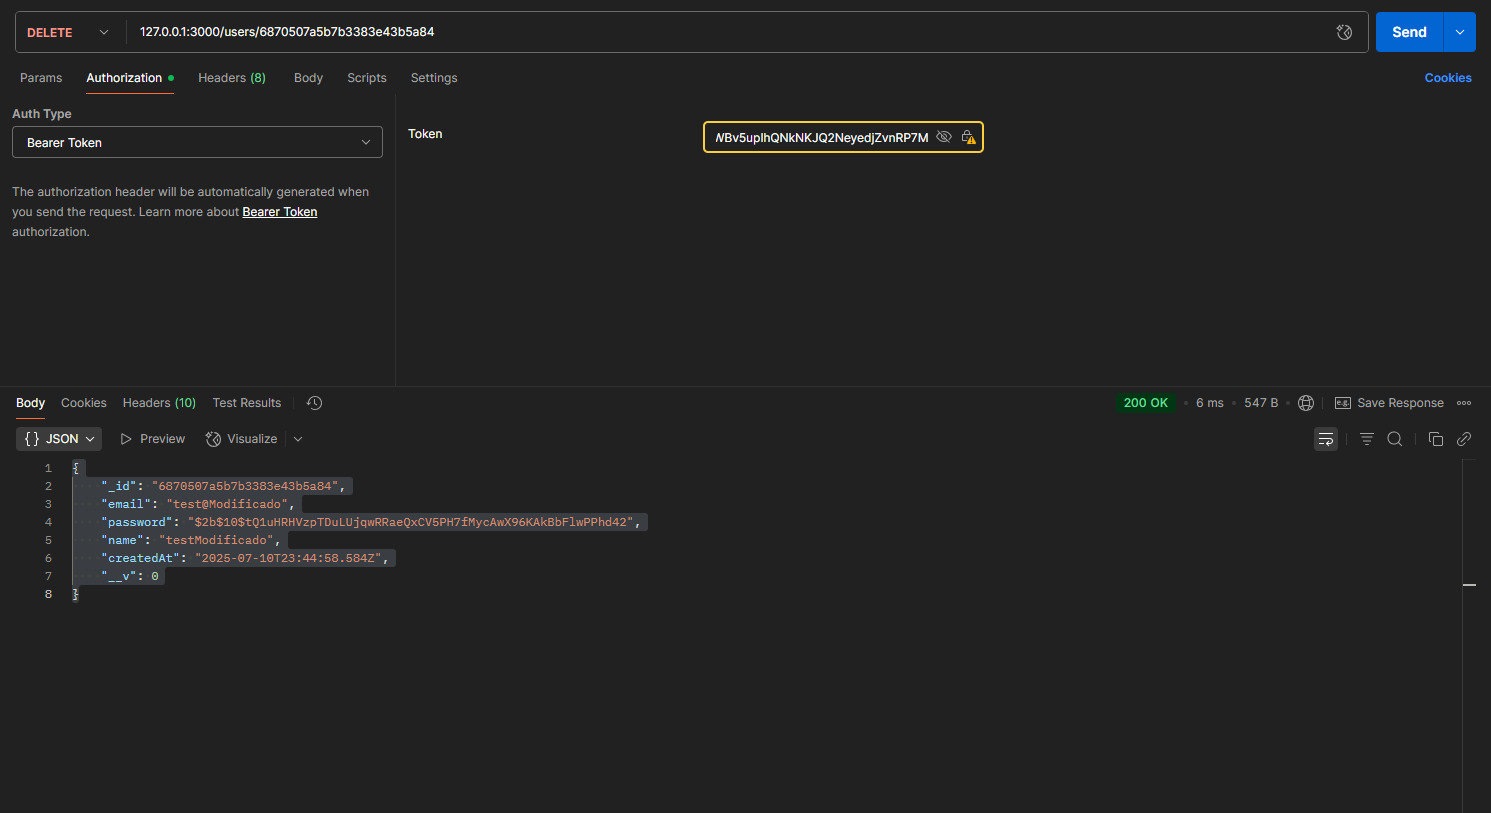 DELETE 127.0.0.1:3000/users/6870507a5b7b3383e43b5a84 Send
Params Authorization Headers (8) Body Scripts Settings Cookies
Auth Type
Bearer Token
Token
The authorization header will be automatically generated when
you send the request. Learn more about Bearer Token
authorization.
Body Cookies Headers (10) Test Results 200 OK 6 ms 547 B e.g. Save Response
{} JSON Preview Visualize
1 {
2 "_id": "6870507a5b7b3383e43b5a84",
3 "email": "test@Modificado",
4 "password": "$2b$10$tQ1uHRHVzpTDuLUjqwRRaeQxCV5PH7fMycAwX96KAkBbFlwPPhd42",
5 "name": "testModificado",
6 "createdAt": "2025-07-10T23:44:58.584Z",
7 "__v": 0
8 }